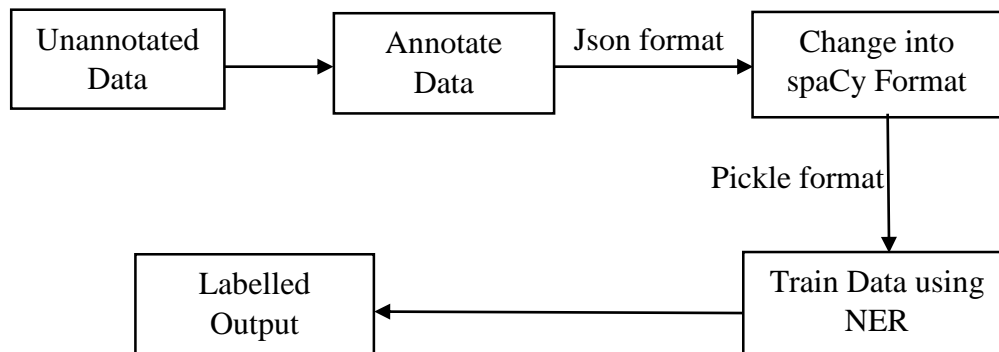 Unannotated
Data
Annotate
Data
Json format
Change into
spaCy Format
Pickle format
Train Data using
NER
Labelled
Output